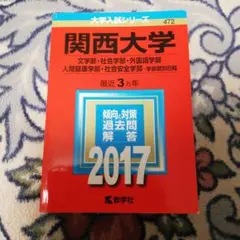 大学入試シリーズ
472
関西大学
文学部・社会学部・外国語学部
人間健康学部・社会安全学部-学部個別日程
最近3カ年
傾向と対策
過去問
解答
2017
教学社